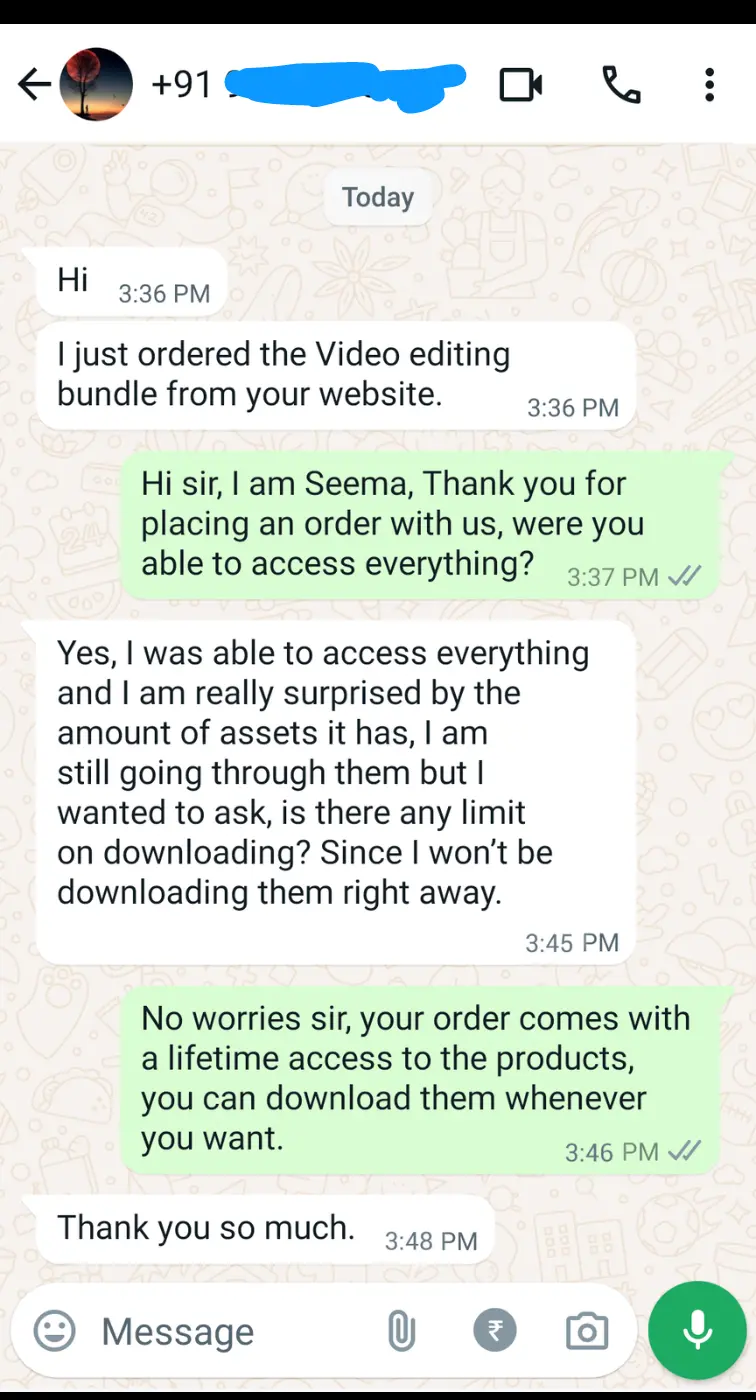 +91
Today
Hi 3:36 PM
I just ordered the Video editing
bundle from your website. 3:36 PM
Hi sir, I am Seema, Thank you for
placing an order with us, were you
able to access everything? 3:37 PM
Yes, I was able to access everything
and I am really surprised by the
amount of assets it has, I am
still going through them but I
wanted to ask, is there any limit
on downloading? Since I won’t be
downloading them right away.
3:45 PM
No worries sir, your order comes with
a lifetime access to the products,
you can download them whenever
you want. 3:46 PM
Thank you so much. 3:48 PM
Message ₹